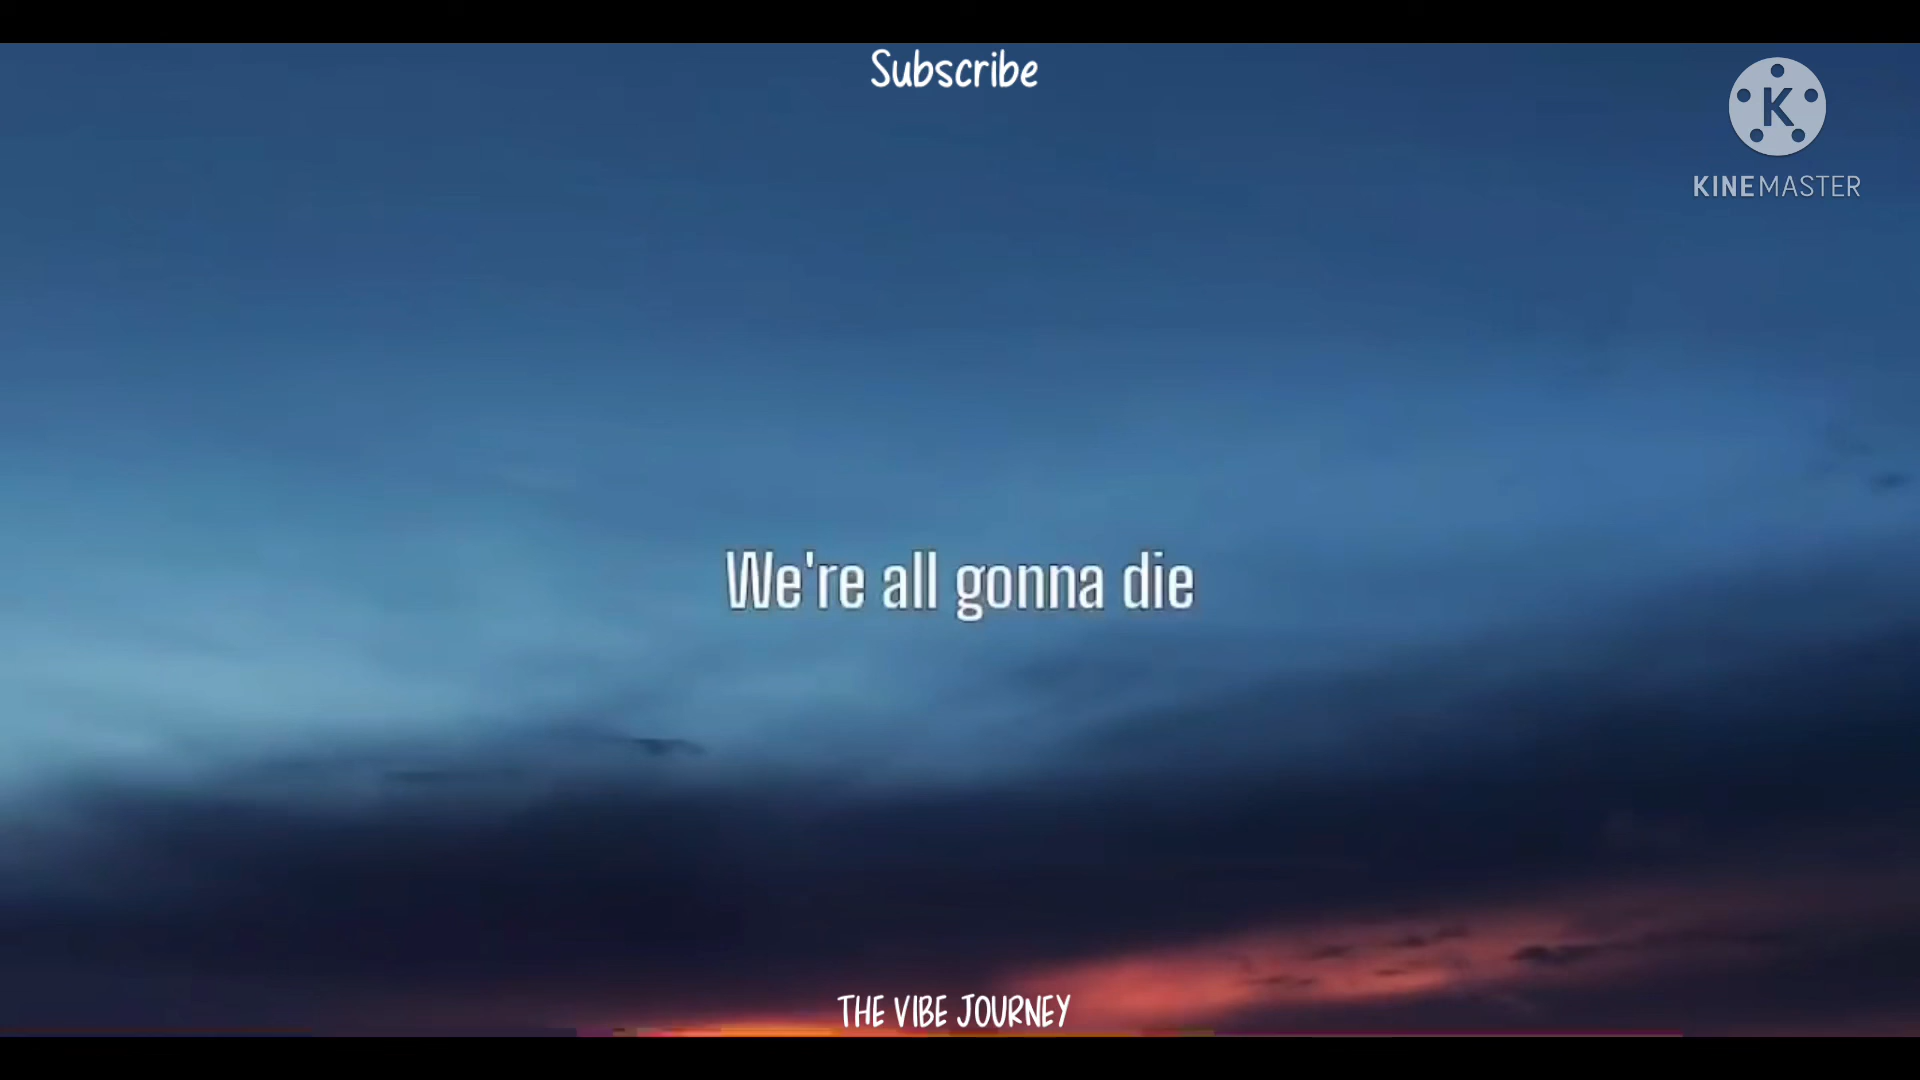 Subscribe
K
KINEMASTER
We're all gonna die
THE VIBE JOURNEY